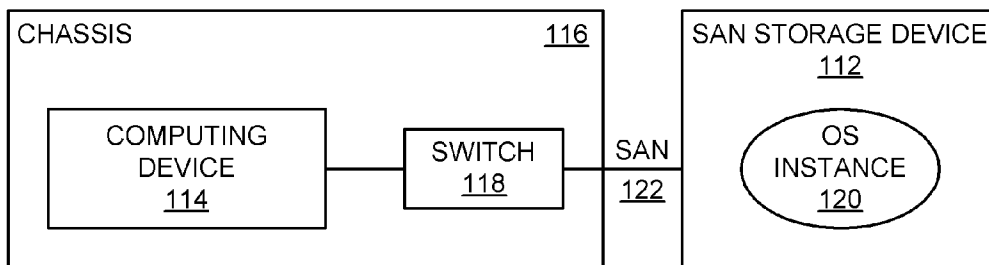 CHASSIS
116
COMPUTING
DEVICE
114
SWITCH
118
SAN
122
SAN STORAGE DEVICE
112
OS
INSTANCE
120